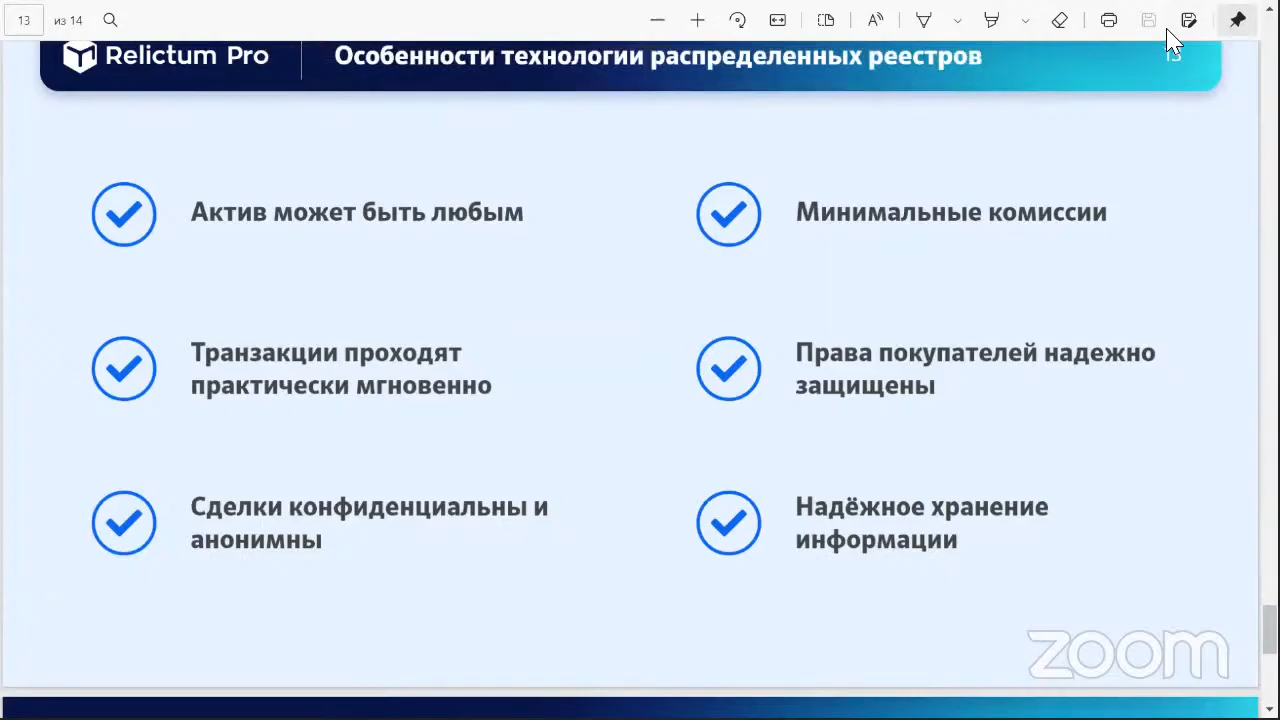 13 из 14
Relictum Pro
Особенности технологии распределенных реестров
13
Актив может быть любым
Минимальные комиссии
Транзакции проходят
практически мгновенно
Права покупателей надежно
защищены
Сделки конфиденциальны и
анонимны
Надёжное хранение
информации
zoom